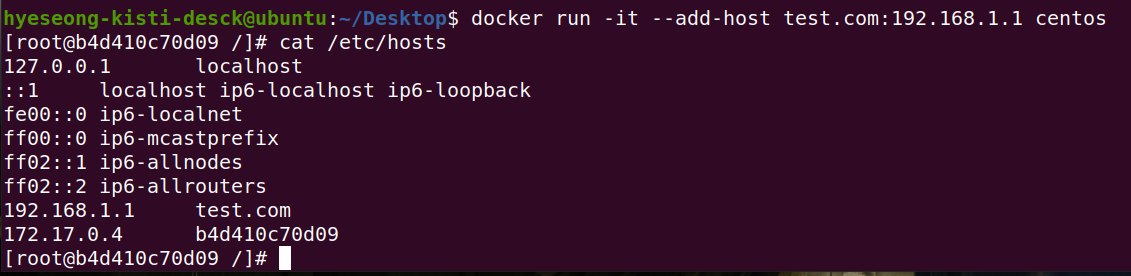 hyeseong-kisti-desck@ubuntu:~/Desktop$ docker run -it --add-host test.com:192.168.1.1 centos
[root@b4d410c70d09 /]# cat /etc/hosts
127.0.0.1       localhost
::1     localhost ip6-localhost ip6-loopback
fe00::0 ip6-localnet
ff00::0 ip6-mcastprefix
ff02::1 ip6-allnodes
ff02::2 ip6-allrouters
192.168.1.1     test.com
172.17.0.4      b4d410c70d09
[root@b4d410c70d09 /]#